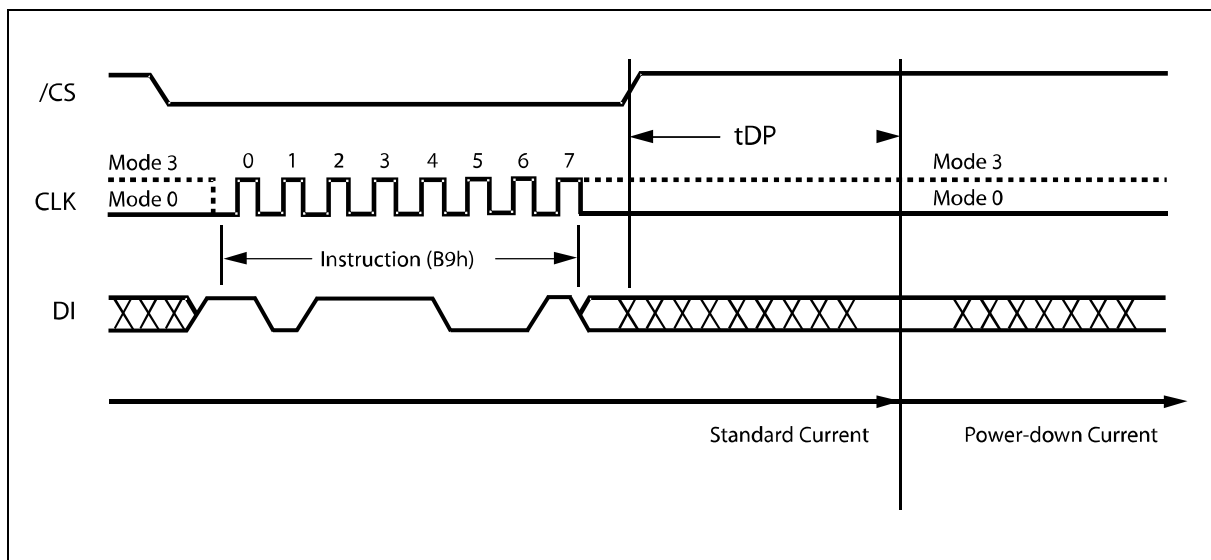 /CS
tDP
Mode 3
0 1 2 3 4 5 6 7
Mode 3
CLK
Mode 0
Mode 0
Instruction (B9h)
DI
Standard Current
Power-down Current